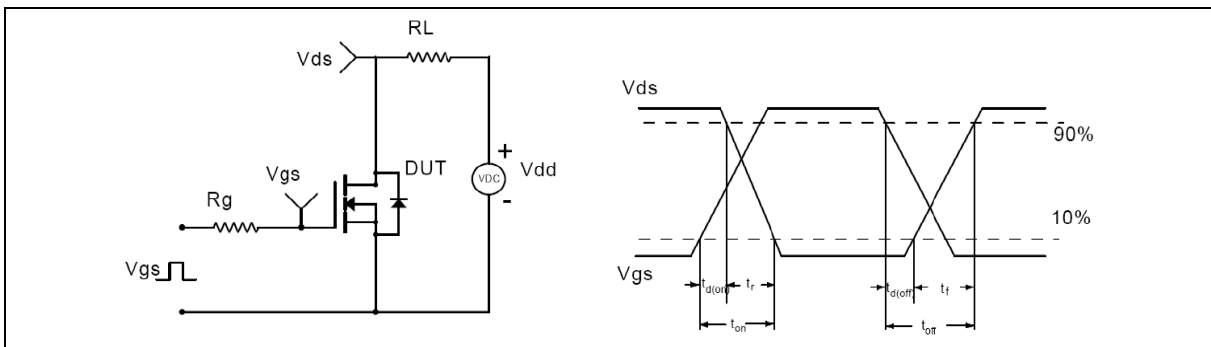 RL
Vds
Vgs
DUT
VDC
+
Vdd
-
Rg
Vgs
Vds
90%
10%
Vgs
td(on)
tr
td(off)
tf
ton
toff